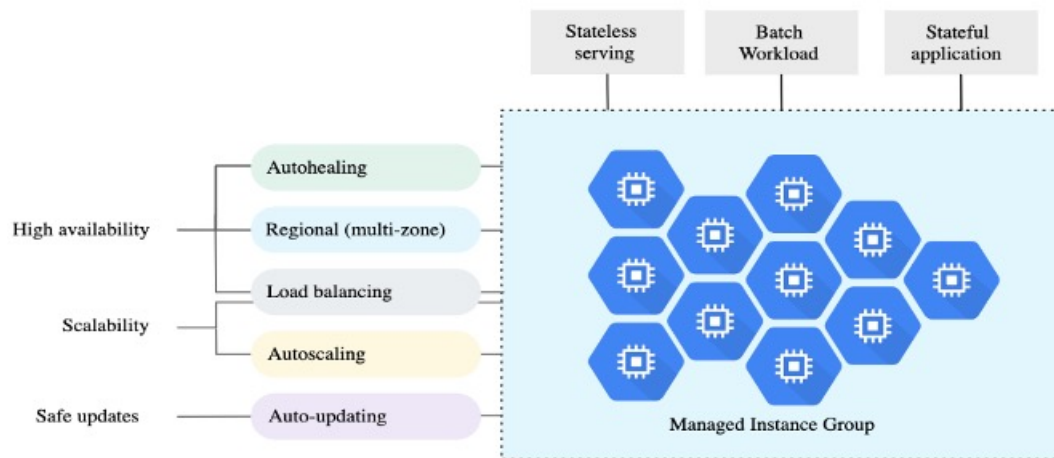 Stateless
serving
Batch
Workload
Stateful
application
Autohealing
High availability
Regional (multi-zone)
Load balancing
Scalability
Autoscaling
Safe updates
Auto-updating
Managed Instance Group